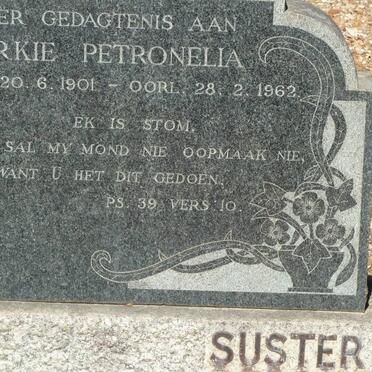 ER GEDAGTENIS AAN
RKIE PETRONELIA
20. 6. 1901 – OORL. 28. 2. 1962.
EK IS STOM,
SAL MY MOND NIE OOPMAAK NIE,
WANT U HET DIT GEDOEN,
PS. 39 VERS 10.
SUSTER